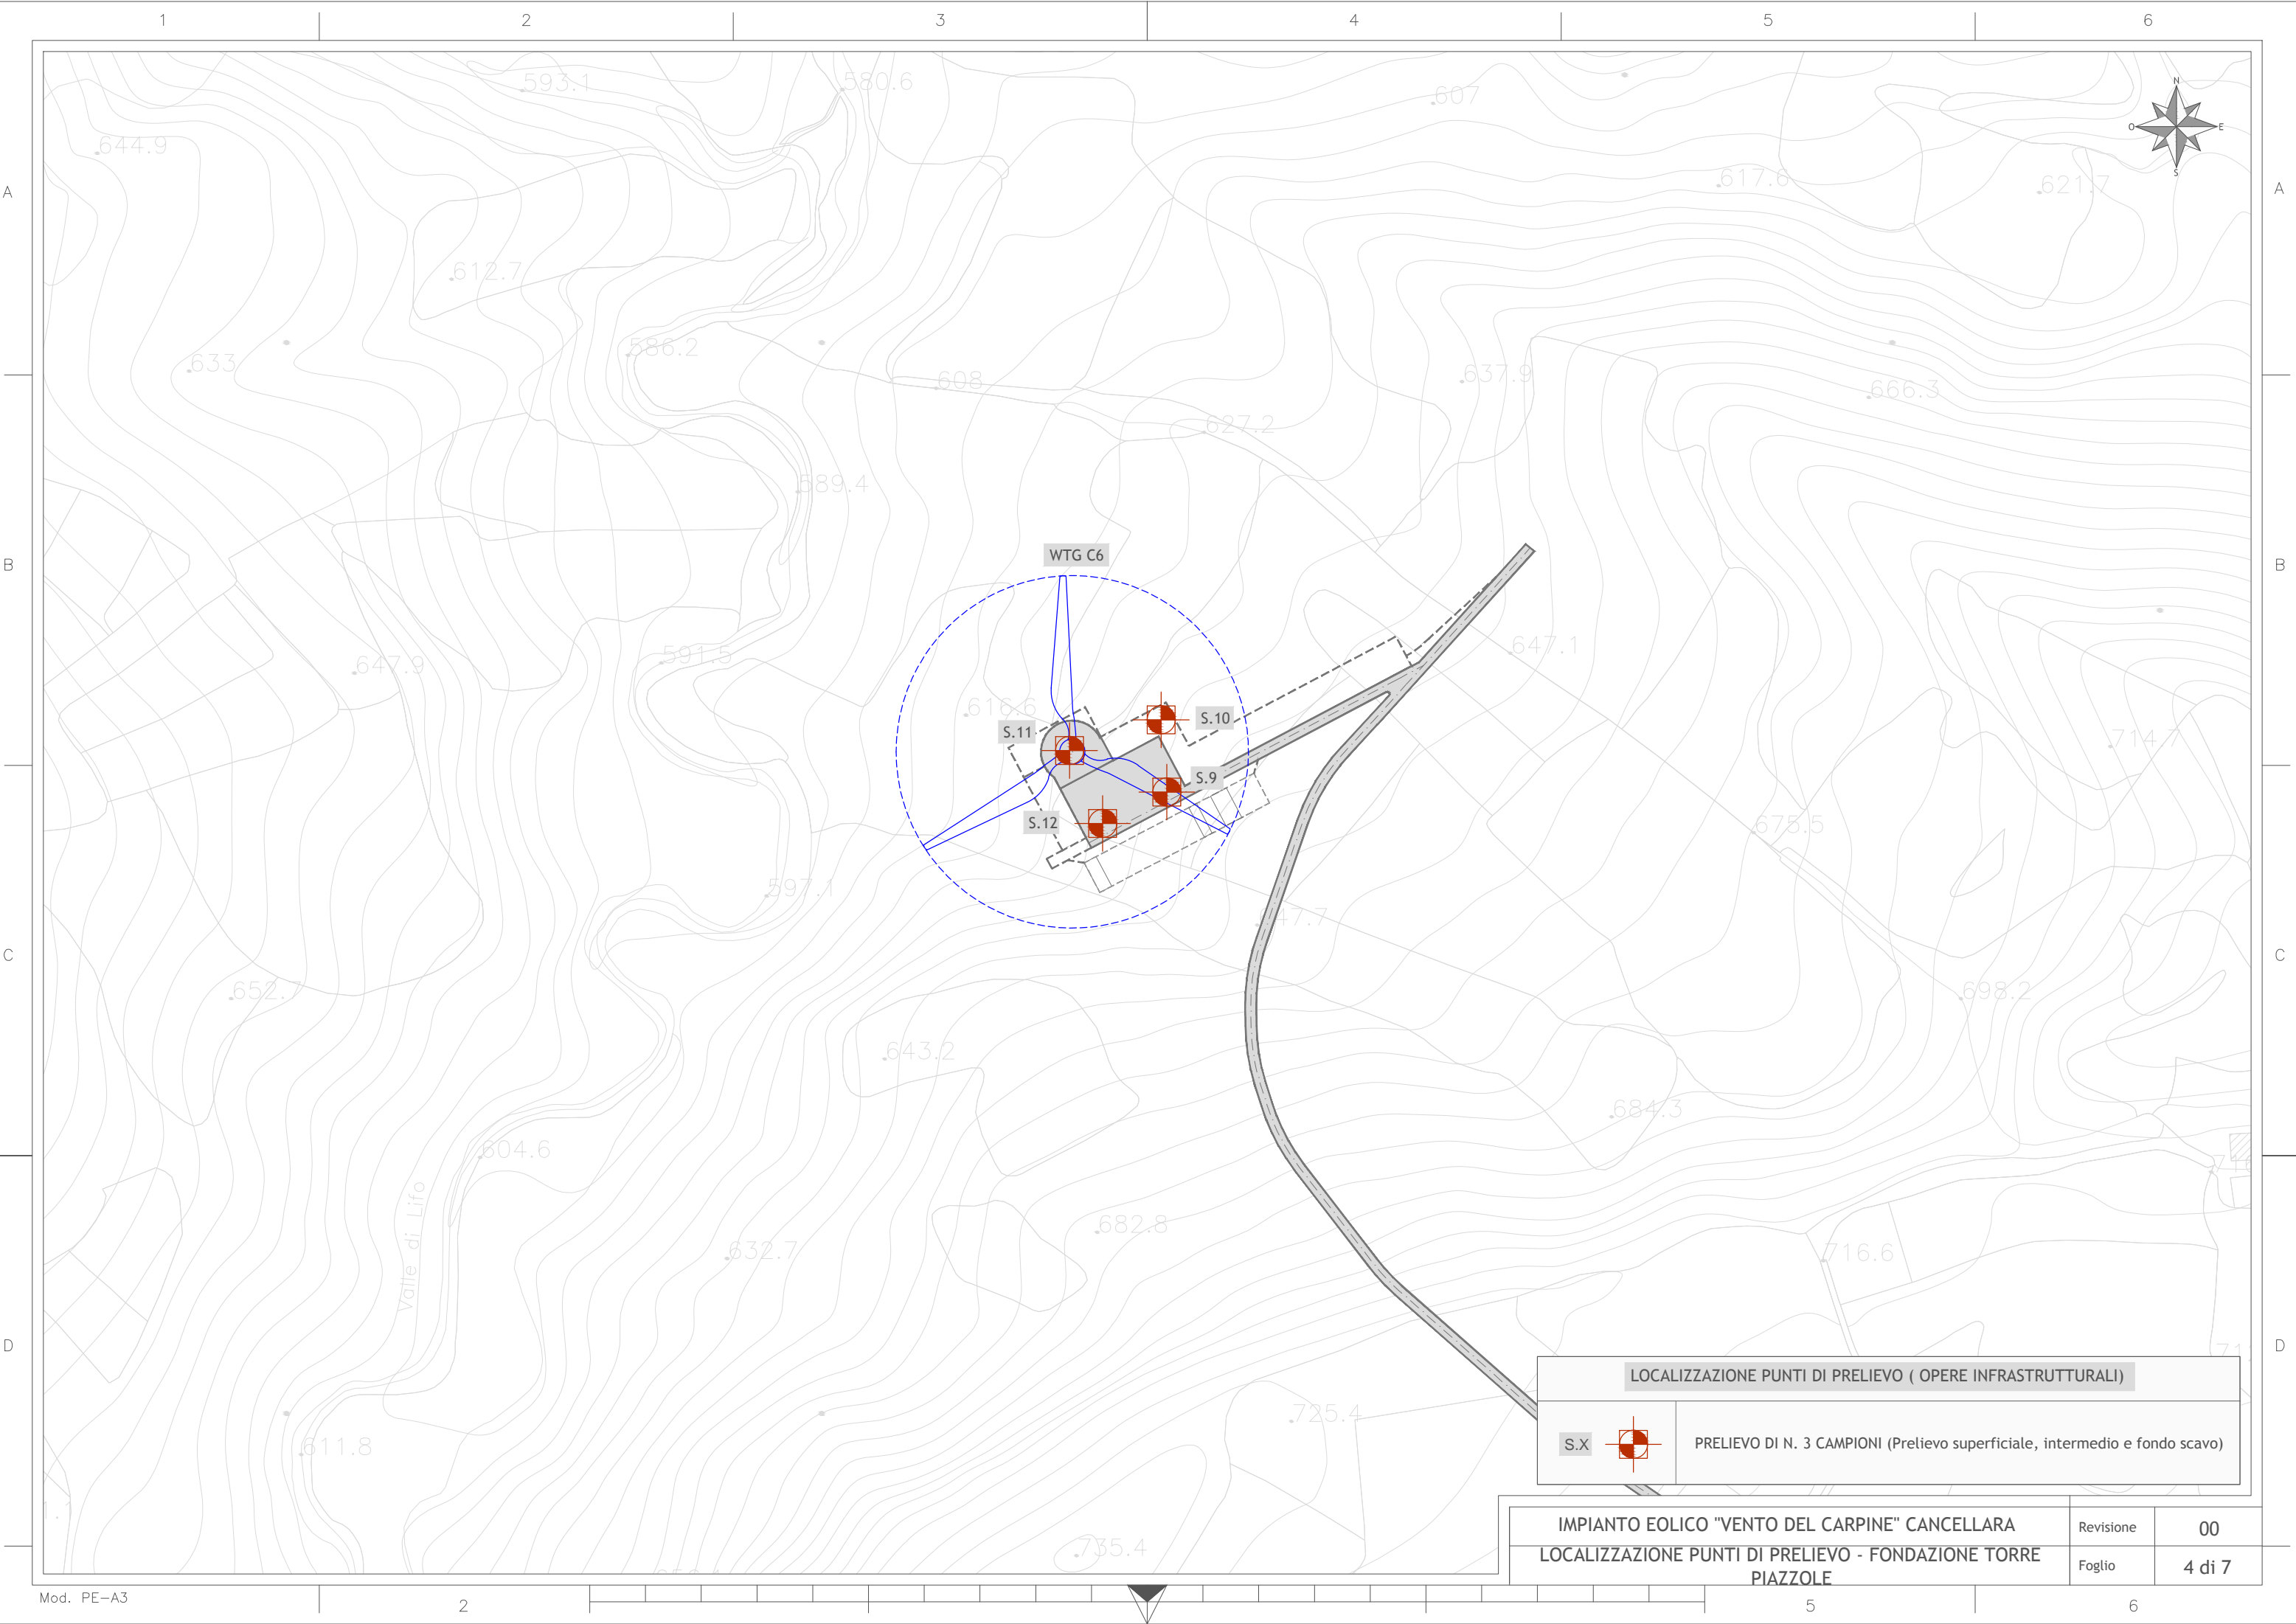 1 2 3 4 5 6
N
O E
S
A A
B B
C C
D D
593.1
580.6
607
644.9
617.6
621.7
612.7
586.2
633
608
637.9
666.3
627.2
589.4
WTG C6
647.1
591.5
647.9
616.6
S.10
S.11
714.7
S.9
S.12
675.5
597.1
47.7
652.7
698.2
643.2
684.3
604.6
Valle di Lifo
682.8
632.7
716.6
725.4
611.8
735.4
LOCALIZZAZIONE PUNTI DI PRELIEVO ( OPERE INFRASTRUTTURALI)
S.X PRELIEVO DI N. 3 CAMPIONI (Prelievo superficiale, intermedio e fondo scavo)
IMPIANTO EOLICO "VENTO DEL CARPINE" CANCELLARA
Revisione 00
LOCALIZZAZIONE PUNTI DI PRELIEVO - FONDAZIONE TORRE
PIAZZOLE
Foglio 4 di 7
Mod. PE-A3
2 5 6